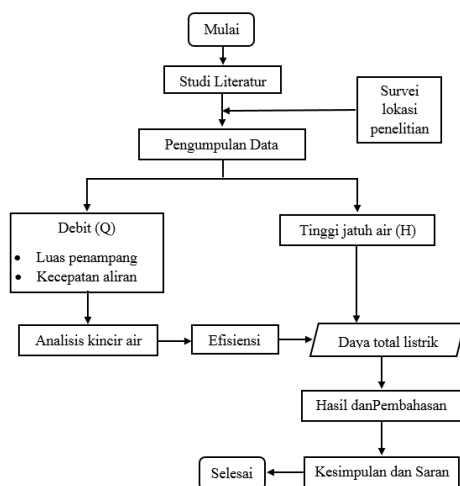 Mulai
Studi Literatur
Survei
lokasi
penelitian
Pengumpulan Data
Debit (Q)
• Luas penampang
• Kecepatan aliran
Tinggi jatuh air (H)
Analisis kincir air
Efisiensi
Daya total listrik
Hasil danPembahasan
Kesimpulan dan Saran
Selesai